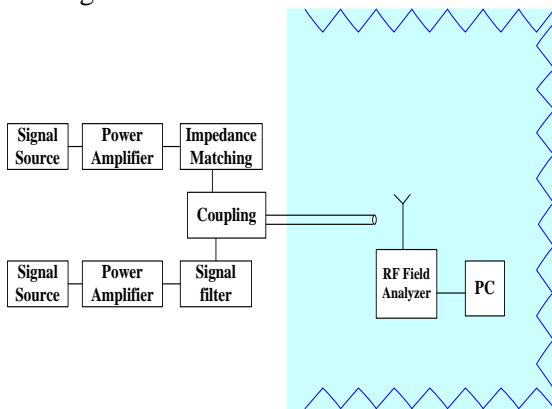 Signal
Source
Power
Amplifier
Impedance
Matching
Coupling
Signal
Source
Power
Amplifier
Signal
filter
RF Field
Analyzer
PC